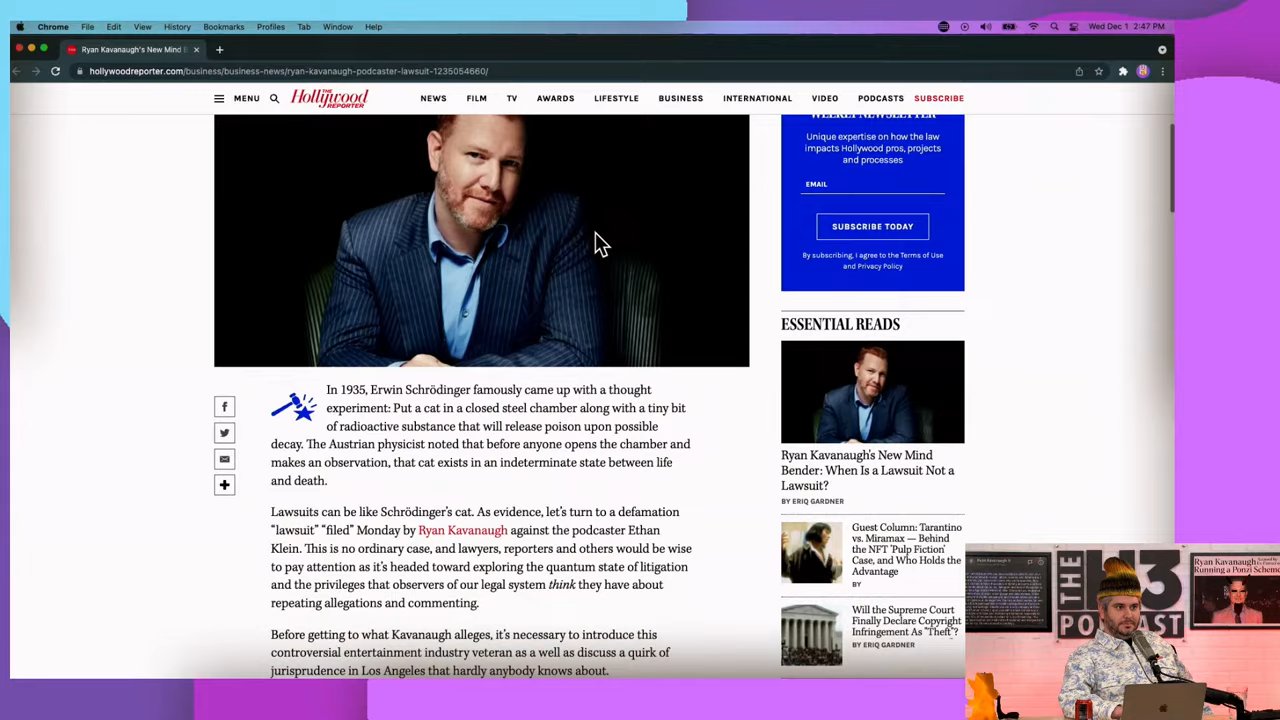 Chrome File Edit View History Bookmarks Profiles Tab Window Help Wed Dec 1 2:47 PM
Ryan Kavanaugh's New Mind
hollywoodreporter.com/business/business-news/ryan-kavanaugh-podcaster-lawsuit-1235054660/
MENU
THE Hollywood REPORTER
NEWS FILM TV AWARDS LIFESTYLE BUSINESS INTERNATIONAL VIDEO PODCASTS SUBSCRIBE
WEEKLY NEWSLETTER
Unique expertise on how the law
impacts Hollywood pros, projects
and processes
EMAIL
SUBSCRIBE TODAY
By subscribing, I agree to the Terms of Use
and Privacy Policy
In 1935, Erwin Schrödinger famously came up with a thought
experiment: Put a cat in a closed steel chamber along with a tiny bit
of radioactive substance that will release poison upon possible
decay. The Austrian physicist noted that before anyone opens the chamber and
makes an observation, that cat exists in an indeterminate state between life
and death.
Lawsuits can be like Schrödinger's cat. As evidence, let's turn to a defamation
“lawsuit” “filed” Monday by Ryan Kavanaugh against the podcaster Ethan
Klein. This is no ordinary case, and lawyers, reporters and others would be wise
to pay attention as it's headed toward exploring the quantum state of litigation
and the privileges that observers of our legal system think they have about
repeating allegations and commenting.
Before getting to what Kavanaugh alleges, it's necessary to introduce this
controversial entertainment industry veteran as well as discuss a quirk of
jurisprudence in Los Angeles that hardly anybody knows about.
ESSENTIAL READS
Ryan Kavanaugh's New Mind
Bender: When Is a Lawsuit Not a
Lawsuit?
BY ERIQ GARDNER
Guest Column: Tarantino
vs. Miramax — Behind
the NFT 'Pulp Fiction'
Case, and Who Holds the
Advantage
BY
Will the Supreme Court
Finally Declare Copyright
Infringement As "Theft"?
BY ERIQ GARDNER
THE H3
PODCAST
Ryan Kavanaugh
Running a Ponzi Scheme